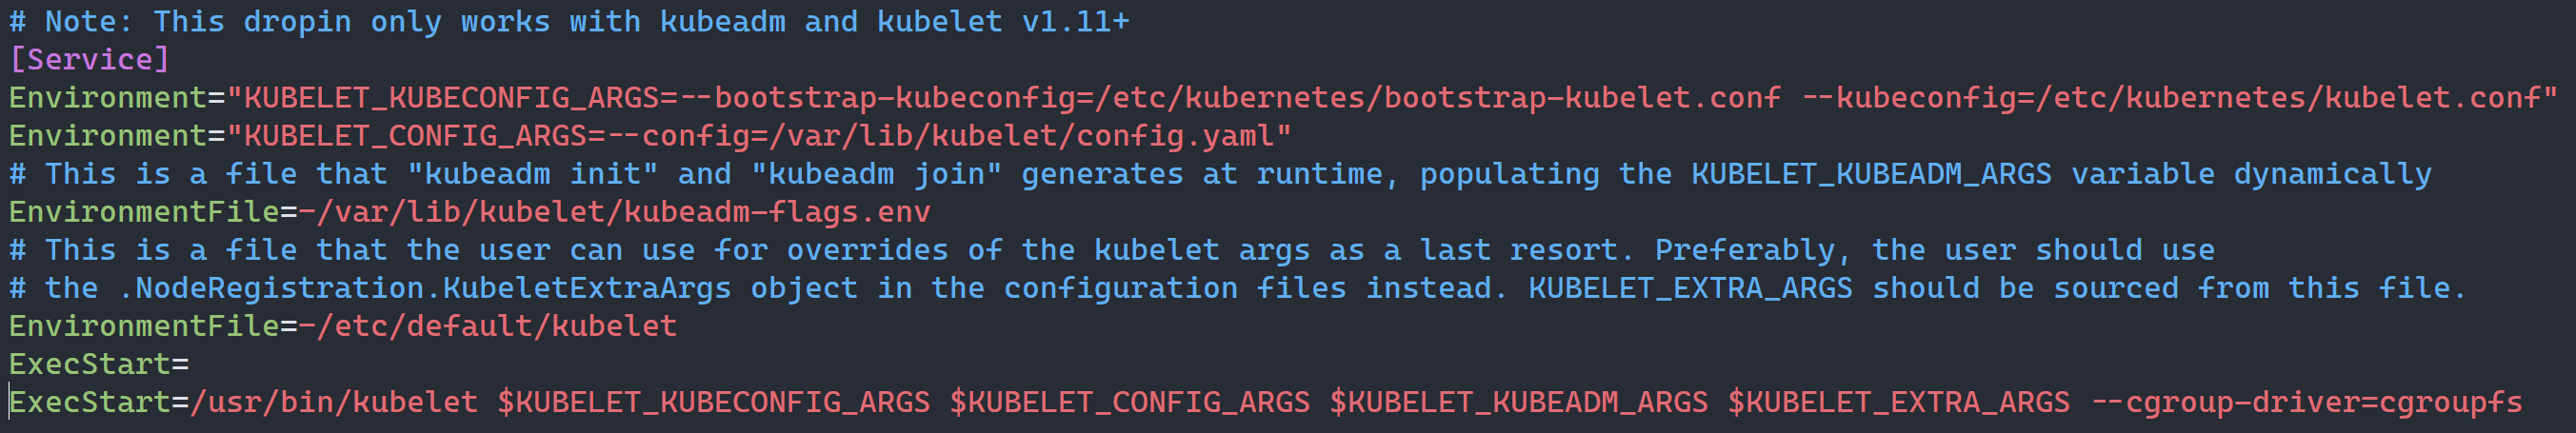 # Note: This dropin only works with kubeadm and kubelet v1.11+
[Service]
Environment="KUBELET_KUBECONFIG_ARGS=--bootstrap-kubeconfig=/etc/kubernetes/bootstrap-kubelet.conf --kubeconfig=/etc/kubernetes/kubelet.conf"
Environment="KUBELET_CONFIG_ARGS=--config=/var/lib/kubelet/config.yaml"
# This is a file that "kubeadm init" and "kubeadm join" generates at runtime, populating the KUBELET_KUBEADM_ARGS variable dynamically
EnvironmentFile=-/var/lib/kubelet/kubeadm-flags.env
# This is a file that the user can use for overrides of the kubelet args as a last resort. Preferably, the user should use
# the .NodeRegistration.KubeletExtraArgs object in the configuration files instead. KUBELET_EXTRA_ARGS should be sourced from this file.
EnvironmentFile=-/etc/default/kubelet
ExecStart=
ExecStart=/usr/bin/kubelet $KUBELET_KUBECONFIG_ARGS $KUBELET_CONFIG_ARGS $KUBELET_KUBEADM_ARGS $KUBELET_EXTRA_ARGS --cgroup-driver=cgroupfs